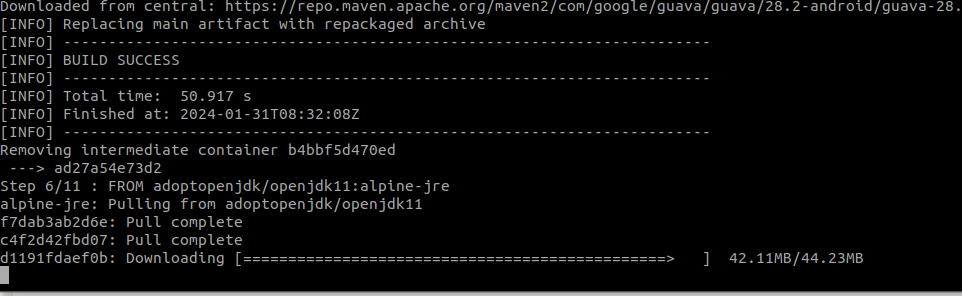 Downloaded from central: https://repo.maven.apache.org/maven2/com/google/guava/guava/28.2-android/guava-28.
[INFO] Replacing main artifact with repackaged archive
[INFO] ------------------------------------------------------------------------
[INFO] BUILD SUCCESS
[INFO] ------------------------------------------------------------------------
[INFO] Total time:  50.917 s
[INFO] Finished at: 2024-01-31T08:32:08Z
[INFO] ------------------------------------------------------------------------
Removing intermediate container b4bbf5d470ed
 ---> ad27a54e73d2
Step 6/11 : FROM adoptopenjdk/openjdk11:alpine-jre
alpine-jre: Pulling from adoptopenjdk/openjdk11
f7dab3ab2d6e: Pull complete
c4f2d42fbd07: Pull complete
d1191fdaef0b: Downloading [===============================================>   ]  42.11MB/44.23MB